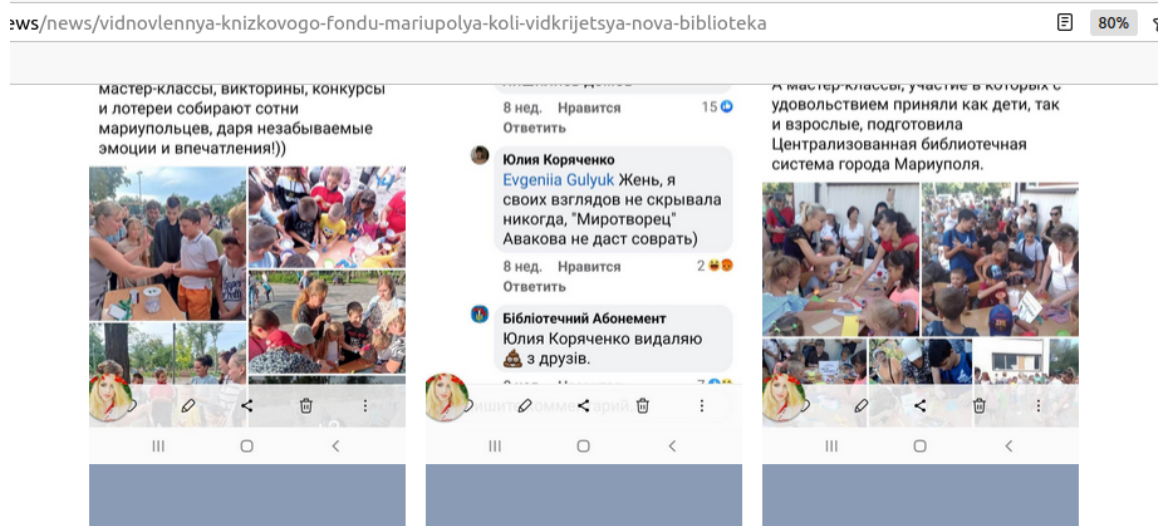 ews/news/vidnovlennya-knizkovogo-fondu-mariupolya-koli-vidkrijetsya-nova-biblioteka
80%
мастер-классы, викторины, конкурсы
и лотереи собирают сотни
мариупольцев, даря незабываемые
эмоции и впечатления!))
8 нед. Нравится 15
Ответить
Юлия Коряченко
Evgeniia Gulyuk Жень, я
своих взглядов не скрывала
никогда, "Миротворец"
Авакова не даст соврать)
8 нед. Нравится 2
Ответить
Бібліотечний Абонемент
Юлия Коряченко видаляю
💩 з друзів.
комментарий
А мастер-классы, участие в которых с
удовольствием приняли как дети, так
и взрослые, подготовила
Централизованная библиотечная
система города Мариуполя.